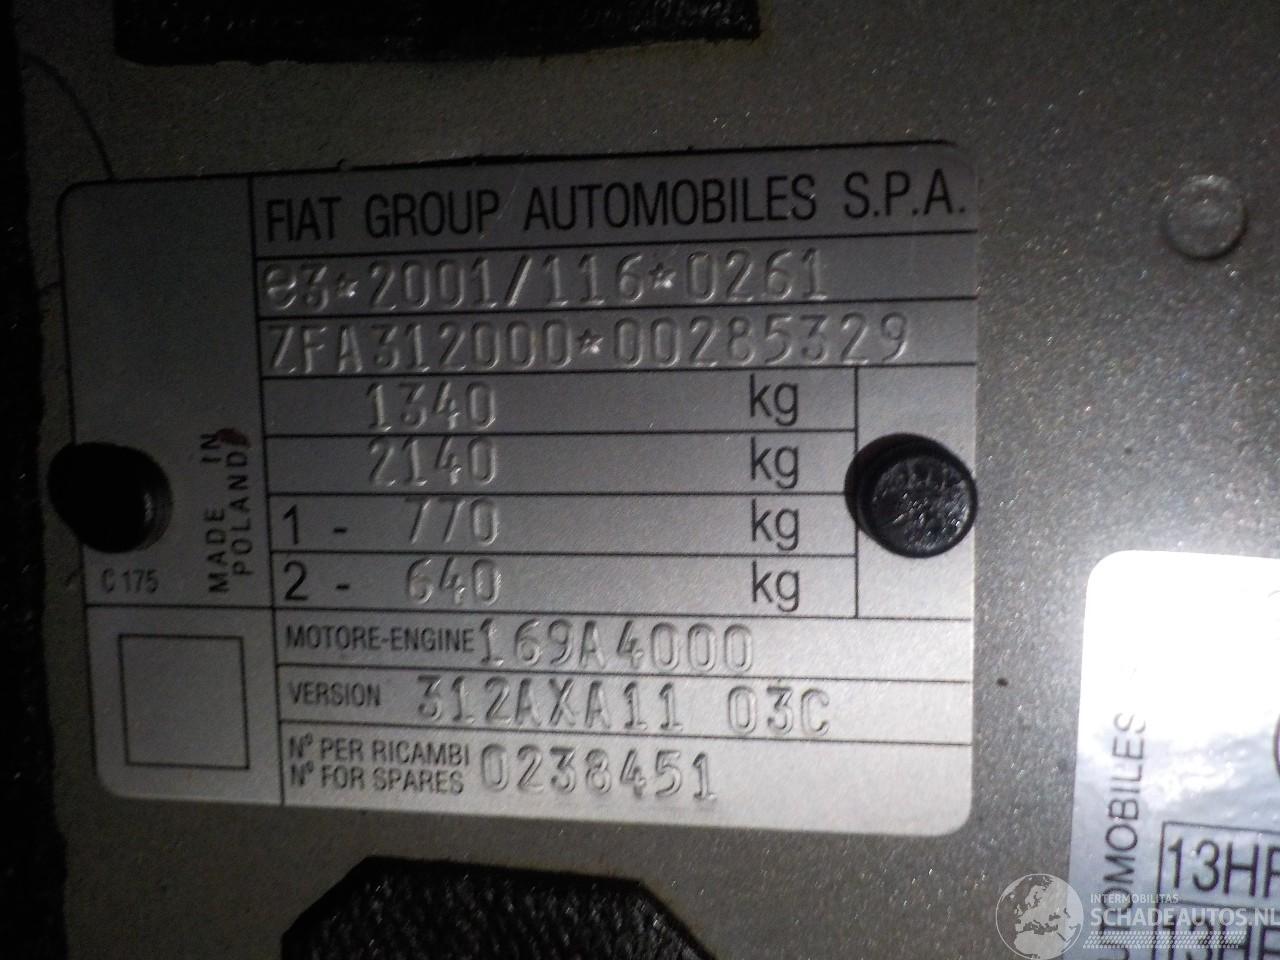 FIAT GROUP AUTOMOBILES S.P.A.
e3*2001/116*0261
ZFA312000*00285329
1340 kg
2140 kg
1 - 770 kg
2 - 640 kg
MADE IN
POLAND
C 175
MOTORE-ENGINE 169A4000
VERSION 312AXA11 03C
N° PER RICAMBI
N° FOR SPARES 0238451
13HF
INTERMOBILITAS
SCHADEAUTOS.NL